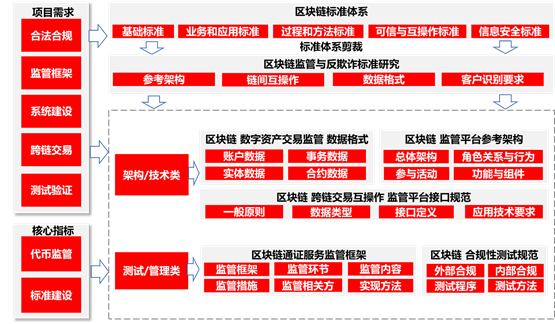 项目需求
合法合规
监管框架
系统建设
跨链交易
测试验证
核心指标
代币监管
标准建设
区块链标准体系
基础标准 业务和应用标准 过程和方法标准 可信与互操作标准 信息安全标准
标准体系剪裁
区块链监管与反欺诈标准研究
参考架构 链间互操作 数据格式 客户识别要求
架构/技术类
区块链 数字资产交易监管 数据格式
账户数据 事务数据
实体数据 合约数据
区块链 监管平台参考架构
总体架构 角色关系与行为
参与活动 功能与组件
区块链 跨链交易互操作 监管平台接口规范
一般原则 数据类型 接口定义 应用技术要求
测试/管理类
区块链通证服务监管框架
监管框架 监管环节 监管内容
监管措施 监管相关方 实现方法
区块链 合规性测试规范
外部合规 内部合规
测试程序 测试方法